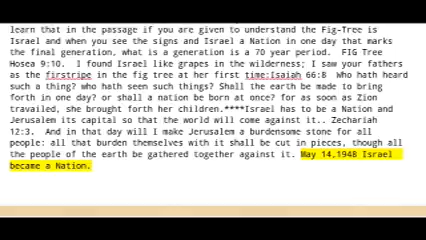 learn that in the passage if you are given to understand the Fig-Tree is
Israel and when you see the signs and Israel a Nation in one day that marks
the final generation, what is a generation is a 70 year period.  FIG Tree
Hosea 9:10.  I found Israel like grapes in the wilderness; I saw your fathers
as the firstripe in the fig tree at her first time:Isaiah 66:8  Who hath heard
such a thing? who hath seen such things? Shall the earth be made to bring
forth in one day? or shall a nation be born at once? for as soon as Zion
travailed, she brought forth her children.****Israel has to be a Nation and
Jerusalem its capital so that the world will come against it.. Zechariah
12:3.  And in that day will I make Jerusalem a burdensome stone for all
people: all that burden themselves with it shall be cut in pieces, though all
the people of the earth be gathered together against it. May 14,1948 Israel
became a Nation.